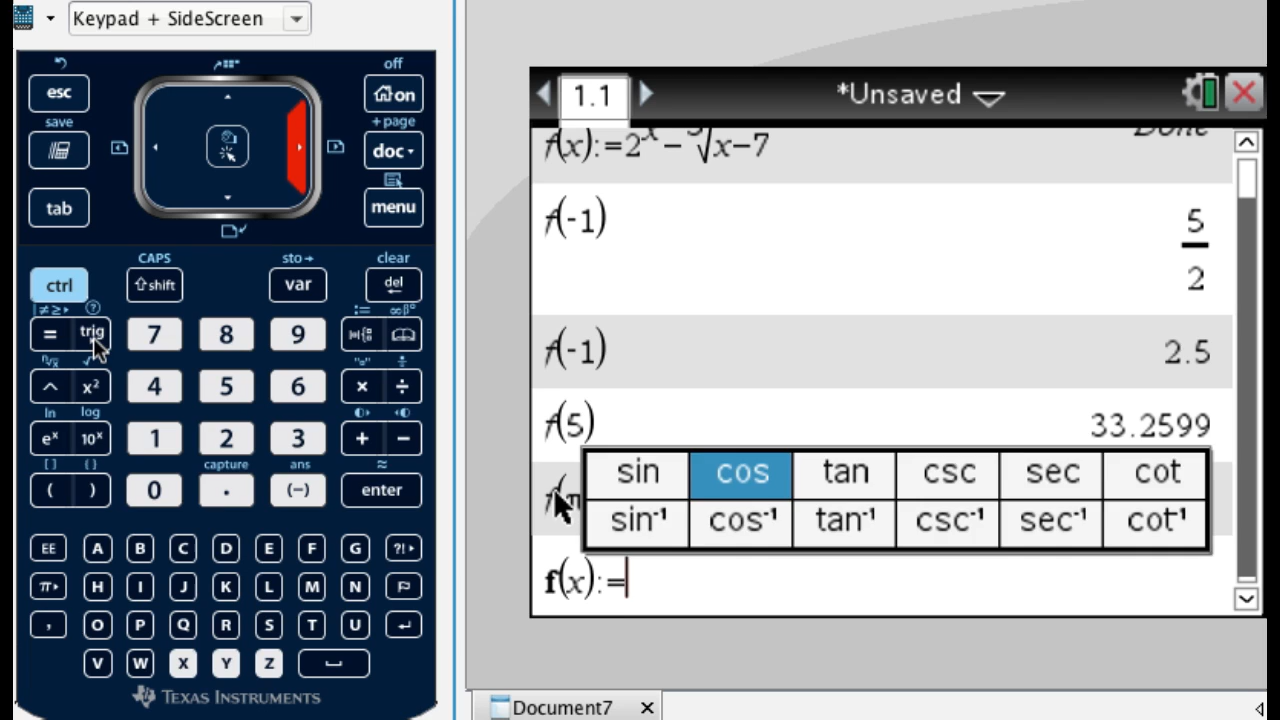 Keypad + SideScreen
off
esc
on
save
+ page
doc
tab
menu
CAPS
sto→
clear
ctrl
⇧shift
var
del
|≠≥▸
?
:=
∞β°
=
trig
7
8
9
ⁿ√x
√
"▫"
^
x²
4
5
6
×
÷
ln
log
eˣ
10ˣ
1
2
3
+
−
[ ]
{ }
capture
ans
≈
(
)
0
.
(−)
enter
EE
A
B
C
D
E
F
G
?!▸
π▸
H
I
J
K
L
M
N
,
O
P
Q
R
S
T
U
↵
V
W
X
Y
Z
TEXAS INSTRUMENTS
1.1
*Unsaved
Done
f(x):=2^x−³√x−7
f(-1)
5
2
f(-1)
2.5
f(5)
33.2599
sin cos tan csc sec cot
sin⁻¹ cos⁻¹ tan⁻¹ csc⁻¹ sec⁻¹ cot⁻¹
f(x):=
Document7